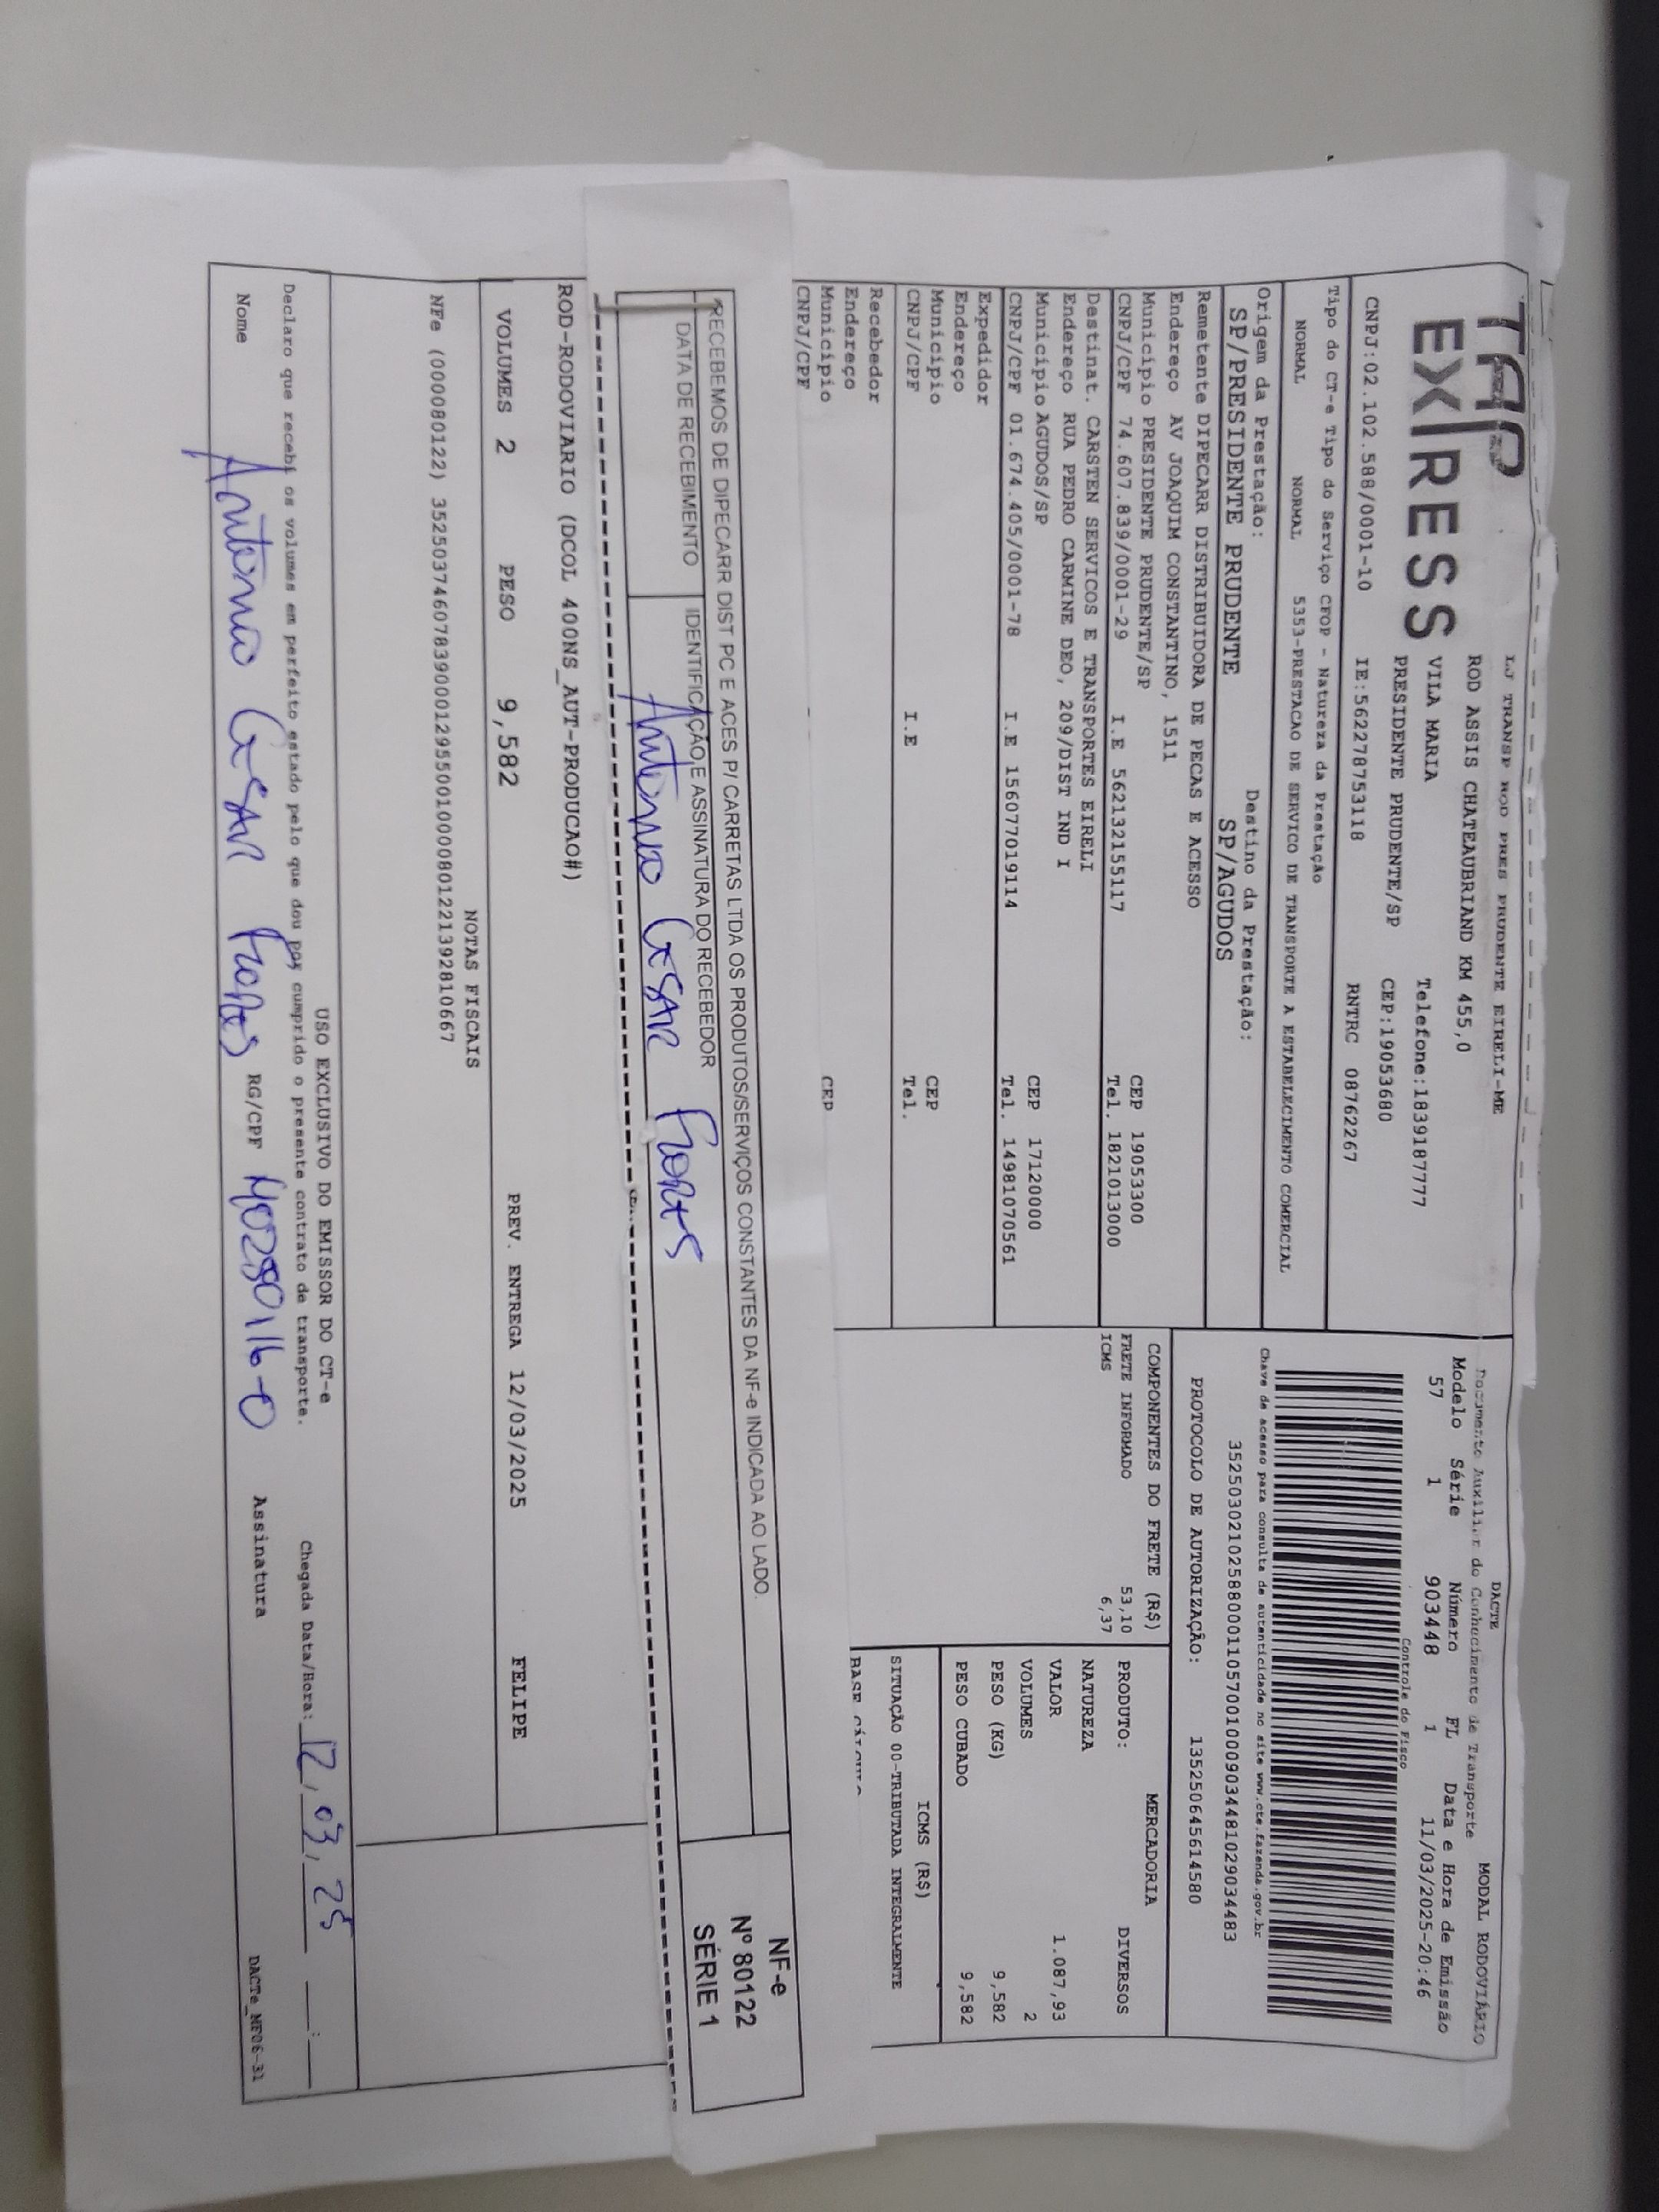 TAP
EXPRESS
LJ TRANSP ROD PRES PRUDENTE EIRELI-ME
ROD ASSIS CHATEAUBRIAND KM 455,0
VILA MARIA Telefone:1839187777
PRESIDENTE PRUDENTE/SP CEP:19053680
CNPJ:02.102.588/0001-10 IE:562278753118 RNTRC 08762267
Tipo do CT-e Tipo do Serviço CFOP - Natureza da Prestação
NORMAL NORMAL 5353-PRESTACAO DE SERVICO DE TRANSPORTE A ESTABELECIMENTO COMERCIAL
Origem da Prestação: Destino da Prestação:
SP/PRESIDENTE PRUDENTE SP/AGUDOS
Remetente DIPECARR DISTRIBUIDORA DE PECAS E ACESSO
Endereço AV JOAQUIM CONSTANTINO, 1511
Município PRESIDENTE PRUDENTE/SP CEP 19053300
CNPJ/CPF 74.607.839/0001-29 I.E 562132155117 Tel. 1821013000
Destinat. CARSTEN SERVICOS E TRANSPORTES EIRELI
Endereço RUA PEDRO CARMINE DEO, 209/DIST IND I
Município AGUDOS/SP CEP 17120000
CNPJ/CPF 01.674.405/0001-78 I.E 156077019114 Tel. 14981070561
Expedidor
Endereço
Município CEP
CNPJ/CPF I.E Tel.
Recebedor
Endereço
Município CEP
CNPJ/CPF
DACTE MODAL RODOVIÁRIO
Documento Auxiliar do Conhecimento de Transporte
Modelo Série Número FL Data e Hora de Emissão
57 1 903448 1 11/03/2025-20:46
Controle do Fisco
Chave de acesso para consulta de autenticidade no site www.cte.fazenda.gov.br
35250302102588000110570010009034481029034483
PROTOCOLO DE AUTORIZAÇÃO: 135250645614580
COMPONENTES DO FRETE (R$)
FRETE INFORMADO 53,10
ICMS 6,37
MERCADORIA
PRODUTO: DIVERSOS
NATUREZA
VALOR 1.087,93
VOLUMES 2
PESO (KG) 9,582
PESO CUBADO 9,582
ICMS (R$)
SITUAÇÃO 00-TRIBUTADA INTEGRALMENTE
BASE CÁLCULO
RECEBEMOS DE DIPECARR DIST PC E ACES P/ CARRETAS LTDA OS PRODUTOS/SERVIÇOS CONSTANTES DA NF-e INDICADA AO LADO.
DATA DE RECEBIMENTO IDENTIFICAÇÃO E ASSINATURA DO RECEBEDOR
Antonio Cesar Fiortes
NF-e
Nº 80122
SÉRIE 1
ROD-RODOVIARIO (DCOL 400NS_AUT-PRODUCAO#)
VOLUMES 2 PESO 9,582 PREV. ENTREGA 12/03/2025 FELIPE
NOTAS FISCAIS
NFe (000080122) 35250374607839000129550010000801221392810667
USO EXCLUSIVO DO EMISSOR DO CT-e
Declaro que recebi os volumes em perfeito estado pelo que dou por cumprido o presente contrato de transporte. Chegada Data/Hora: 12/03/25 __:__
Nome Antonio Cesar RG/CPF Assinatura
DACTe_NF06-31